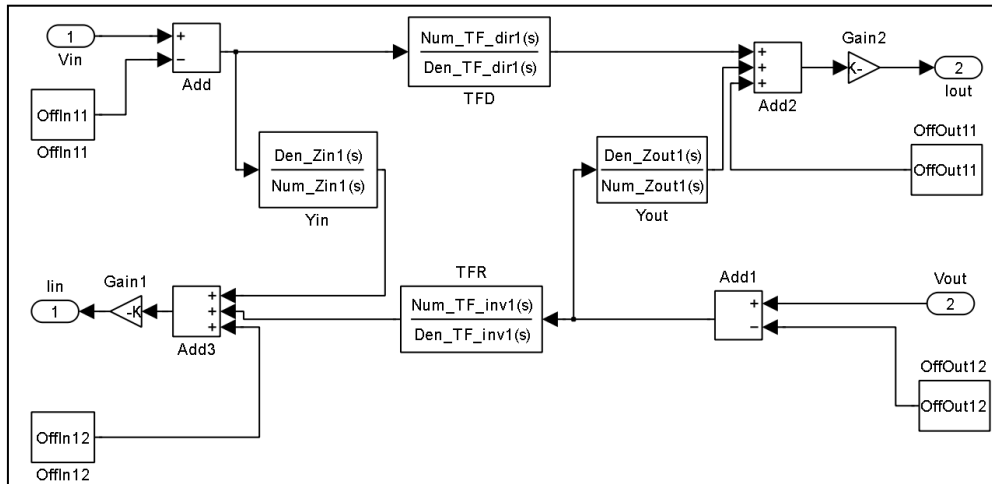 1
Vin
+
−
Add
OffIn11
OffIn11
Num_TF_dir1(s)
Den_TF_dir1(s)
TFD
+
+
+
Add2
Gain2
K-
2
Iout
OffOut11
OffOut11
Den_Zin1(s)
Num_Zin1(s)
Yin
Den_Zout1(s)
Num_Zout1(s)
Yout
Iin
1
Gain1
-K
+
+
+
Add3
TFR
Num_TF_inv1(s)
Den_TF_inv1(s)
Add1
+
−
Vout
2
OffOut12
OffOut12
OffIn12
OffIn12